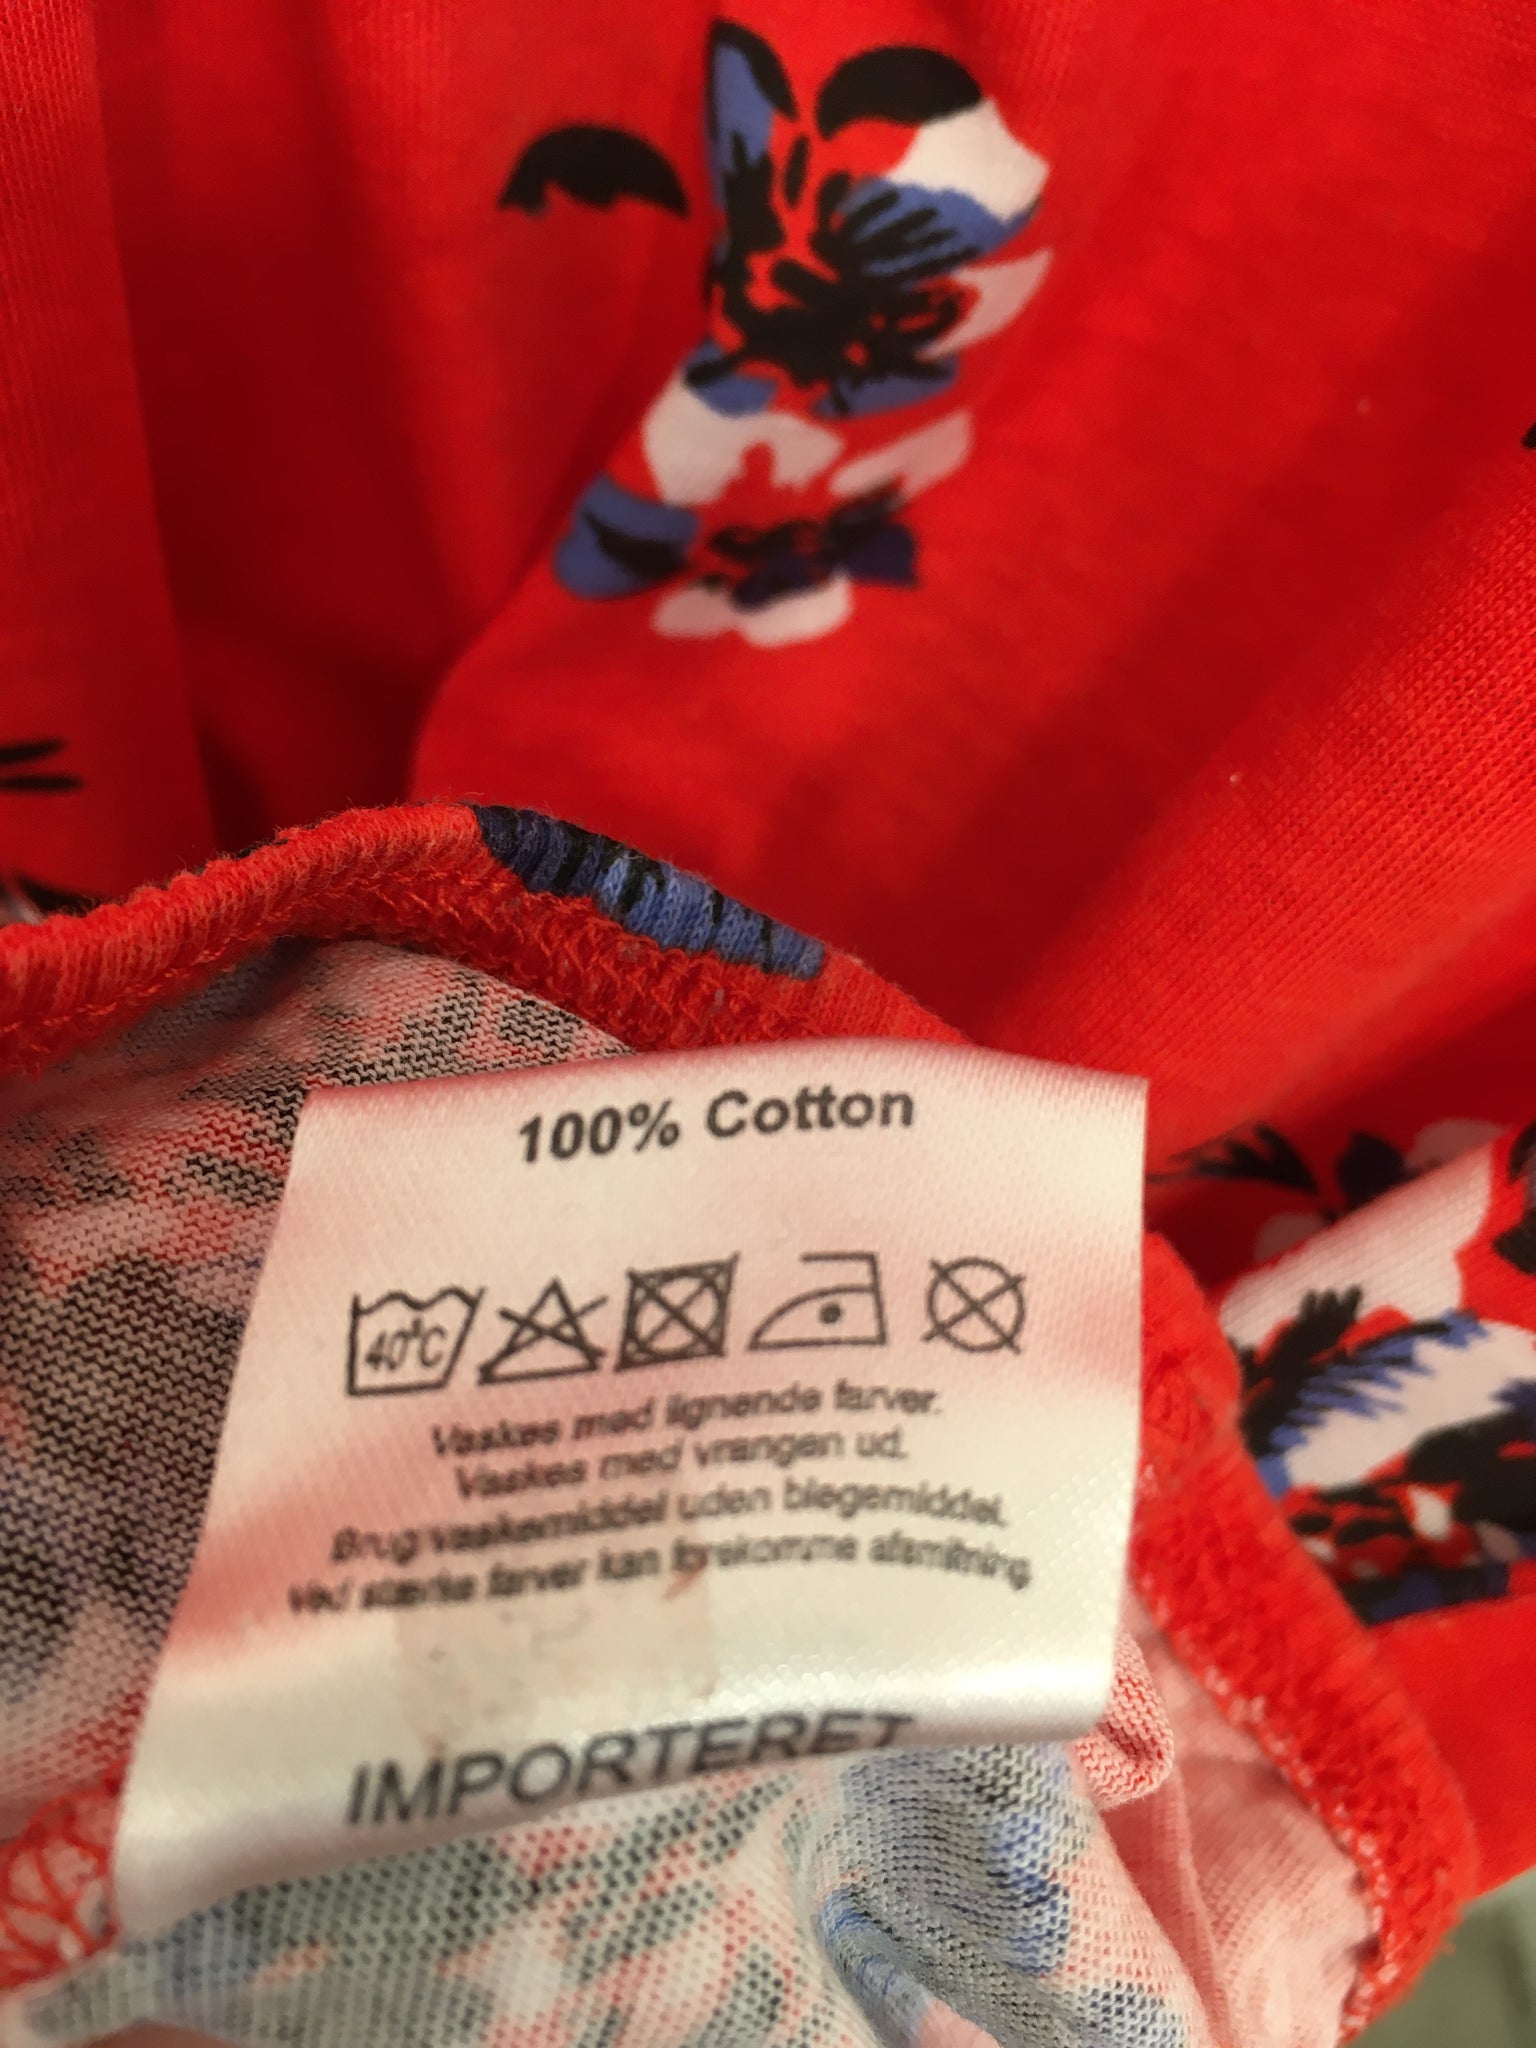 100% Cotton
40°C
Vaskes med lignende farver.
Vaskes med vrangen ud.
Brug vaskemiddel uden blegemiddel.
Ved stærke farver kan forekomme afsmitning
IMPORTERET